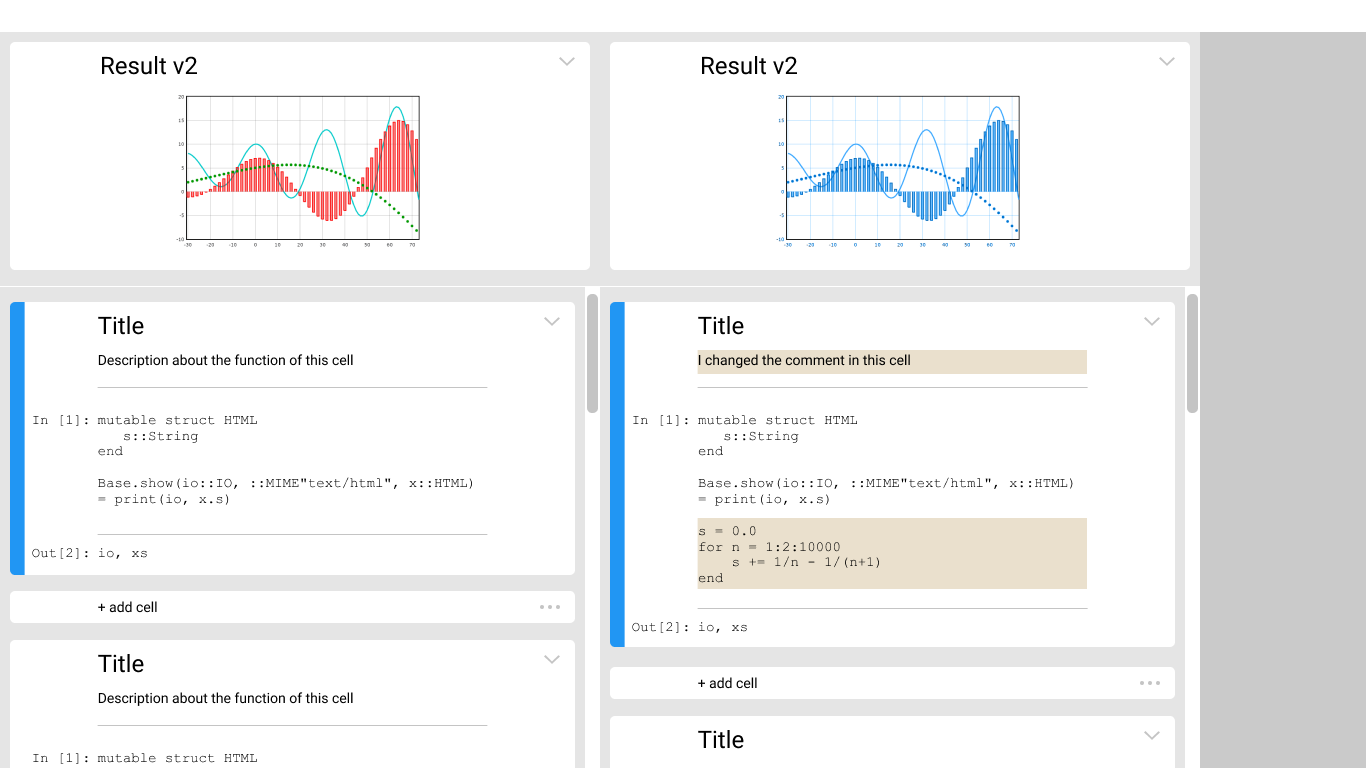 Result v2
20
15
10
5
0
-5
-10
-30 -20 -10 0 10 20 30 40 50 60 70
Result v2
20
15
10
5
0
-5
-10
-30 -20 -10 0 10 20 30 40 50 60 70
Title
Description about the function of this cell
In [1]: mutable struct HTML
s::String
end
Base.show(io::IO, ::MIME"text/html", x::HTML)
= print(io, x.s)
Out[2]: io, xs
+ add cell
Title
Description about the function of this cell
In [1]: mutable struct HTML
Title
I changed the comment in this cell
In [1]: mutable struct HTML
s::String
end
Base.show(io::IO, ::MIME"text/html", x::HTML)
= print(io, x.s)
s = 0.0
for n = 1:2:10000
s += 1/n - 1/(n+1)
end
Out[2]: io, xs
+ add cell
Title